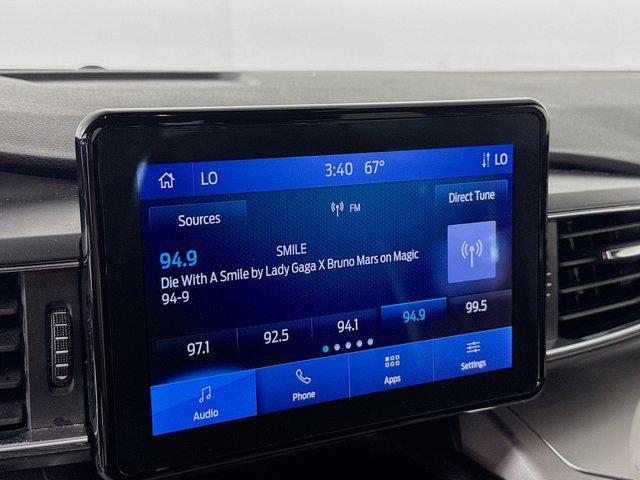 LO 3:40 67° LO
Sources FM Direct Tune
94.9 SMILE
Die With A Smile by Lady Gaga X Bruno Mars on Magic
94-9
97.1 92.5 94.1 94.9 99.5
Audio Phone Apps Settings